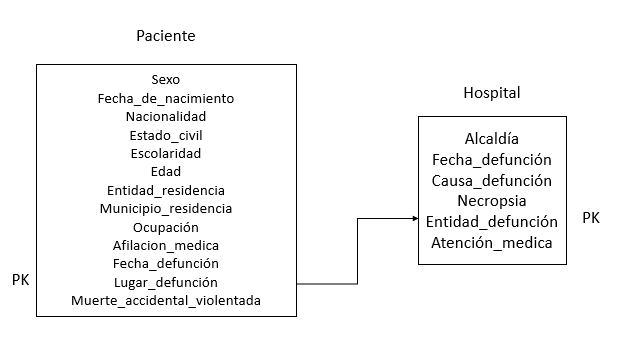 Paciente
Sexo
Fecha_de_nacimiento
Nacionalidad
Estado_civil
Escolaridad
Edad
Entidad_residencia
Municipio_residencia
Ocupación
Afilacion_medica
Fecha_defunción
PK
Lugar_defunción
Muerte_accidental_violentada
Hospital
Alcaldía
Fecha_defunción
Causa_defunción
Necropsia
Entidad_defunción
PK
Atención_medica